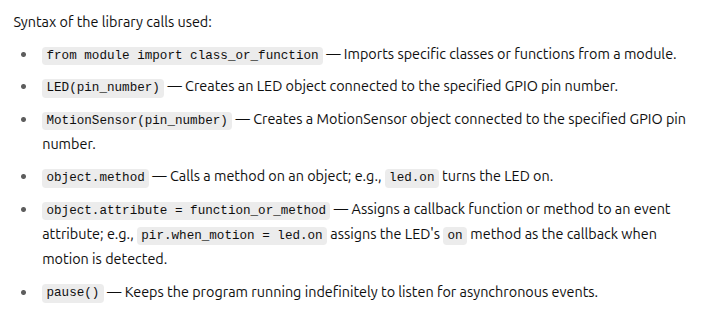 Syntax of the library calls used:
from module import class_or_function — Imports specific classes or functions from a module.
LED(pin_number) — Creates an LED object connected to the specified GPIO pin number.
MotionSensor(pin_number) — Creates a MotionSensor object connected to the specified GPIO pin
number.
object.method — Calls a method on an object; e.g., led.on turns the LED on.
object.attribute = function_or_method — Assigns a callback function or method to an event
attribute; e.g., pir.when_motion = led.on assigns the LED's on method as the callback when
motion is detected.
pause() — Keeps the program running indefinitely to listen for asynchronous events.